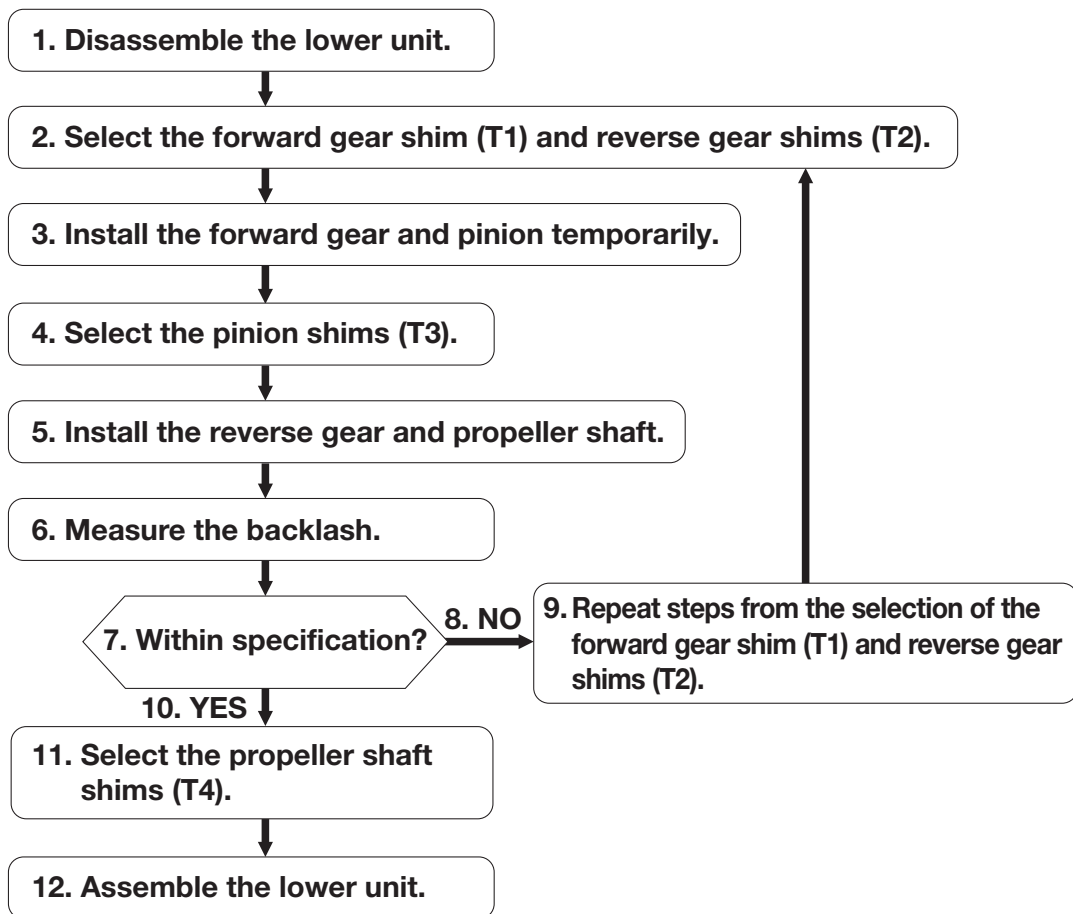 1. Disassemble the lower unit.
2. Select the forward gear shim (T1) and reverse gear shims (T2).
3. Install the forward gear and pinion temporarily.
4. Select the pinion shims (T3).
5. Install the reverse gear and propeller shaft.
6. Measure the backlash.
7. Within specification?
8. NO
9. Repeat steps from the selection of the
forward gear shim (T1) and reverse gear
shims (T2).
10. YES
11. Select the propeller shaft
shims (T4).
12. Assemble the lower unit.